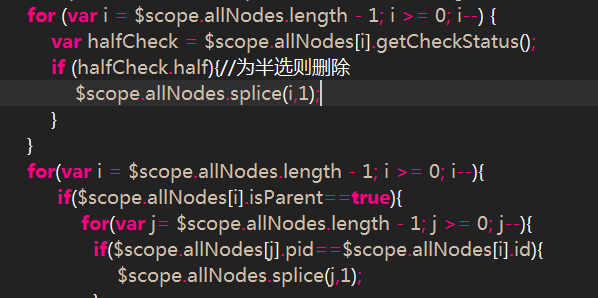 for (var i = $scope.allNodes.length - 1; i >= 0; i--) {
var halfCheck = $scope.allNodes[i].getCheckStatus();
if (halfCheck.half){//为半选则删除
$scope.allNodes.splice(i,1);
}
}
for(var i = $scope.allNodes.length - 1; i >= 0; i--){
if($scope.allNodes[i].isParent==true){
for(var j= $scope.allNodes.length - 1; j >= 0; j--){
if($scope.allNodes[j].pid==$scope.allNodes[i].id){
$scope.allNodes.splice(j,1);
}